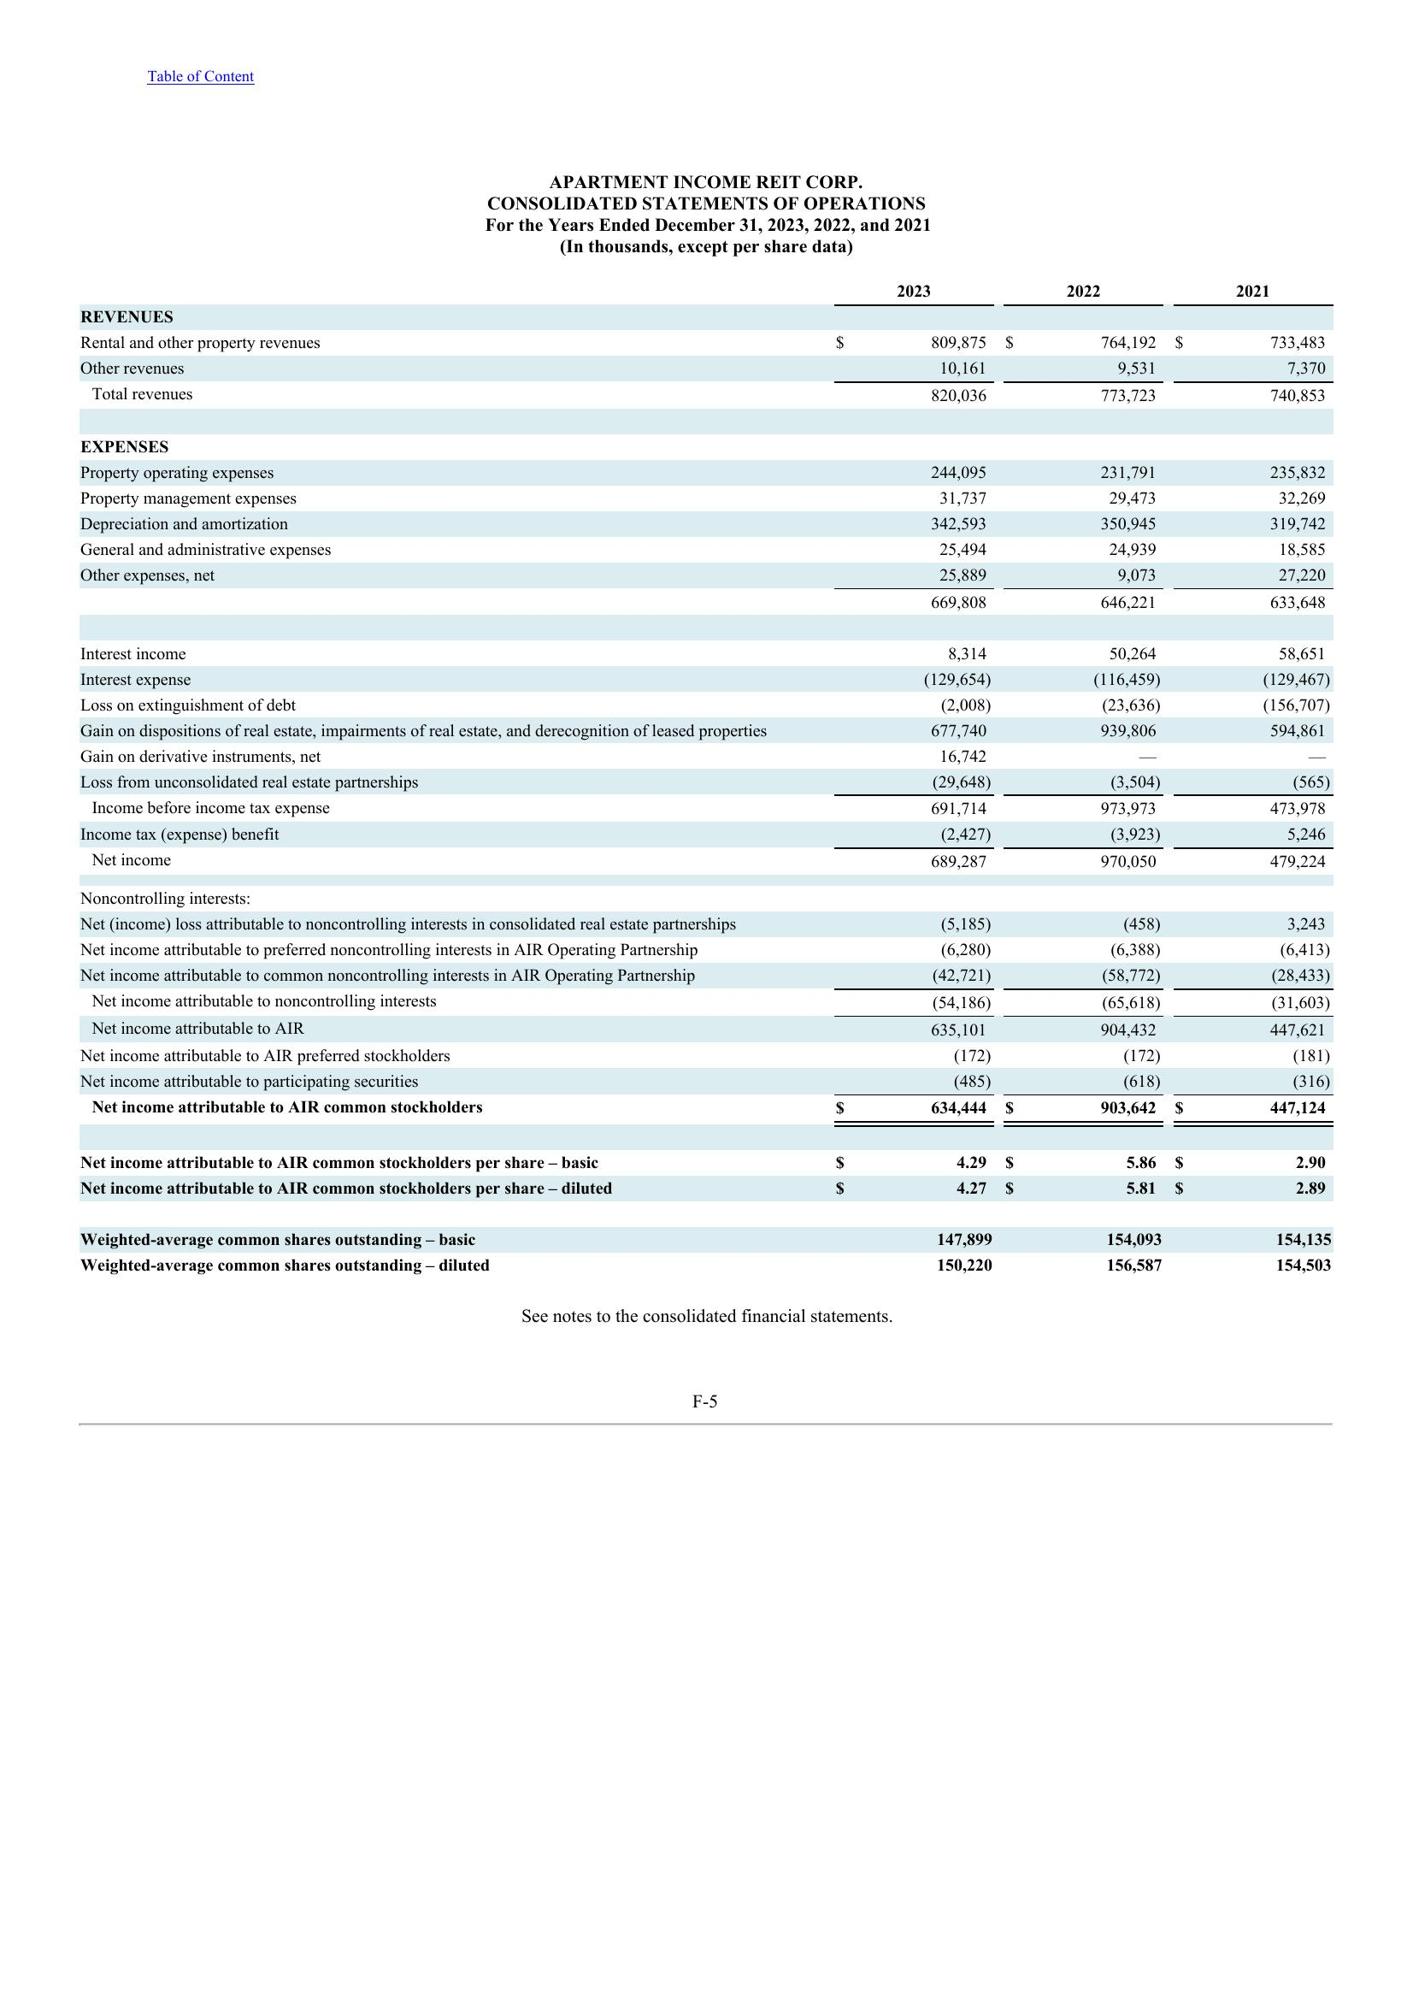 Table of Content
APARTMENT INCOME REIT CORP.
CONSOLIDATED STATEMENTS OF OPERATIONS
For the Years Ended December 31, 2023, 2022, and 2021
(In thousands, except per share data)
2023 2022 2021
REVENUES
Rental and other property revenues $ 809,875 $ 764,192 $ 733,483
Other revenues 10,161 9,531 7,370
Total revenues 820,036 773,723 740,853
EXPENSES
Property operating expenses 244,095 231,791 235,832
Property management expenses 31,737 29,473 32,269
Depreciation and amortization 342,593 350,945 319,742
General and administrative expenses 25,494 24,939 18,585
Other expenses, net 25,889 9,073 27,220
669,808 646,221 633,648
Interest income 8,314 50,264 58,651
Interest expense (129,654) (116,459) (129,467)
Loss on extinguishment of debt (2,008) (23,636) (156,707)
Gain on dispositions of real estate, impairments of real estate, and derecognition of leased properties 677,740 939,806 594,861
Gain on derivative instruments, net 16,742 — —
Loss from unconsolidated real estate partnerships (29,648) (3,504) (565)
Income before income tax expense 691,714 973,973 473,978
Income tax (expense) benefit (2,427) (3,923) 5,246
Net income 689,287 970,050 479,224
Noncontrolling interests:
Net (income) loss attributable to noncontrolling interests in consolidated real estate partnerships (5,185) (458) 3,243
Net income attributable to preferred noncontrolling interests in AIR Operating Partnership (6,280) (6,388) (6,413)
Net income attributable to common noncontrolling interests in AIR Operating Partnership (42,721) (58,772) (28,433)
Net income attributable to noncontrolling interests (54,186) (65,618) (31,603)
Net income attributable to AIR 635,101 904,432 447,621
Net income attributable to AIR preferred stockholders (172) (172) (181)
Net income attributable to participating securities (485) (618) (316)
Net income attributable to AIR common stockholders $ 634,444 $ 903,642 $ 447,124
Net income attributable to AIR common stockholders per share – basic $ 4.29 $ 5.86 $ 2.90
Net income attributable to AIR common stockholders per share – diluted $ 4.27 $ 5.81 $ 2.89
Weighted-average common shares outstanding – basic 147,899 154,093 154,135
Weighted-average common shares outstanding – diluted 150,220 156,587 154,503
See notes to the consolidated financial statements.
F-5